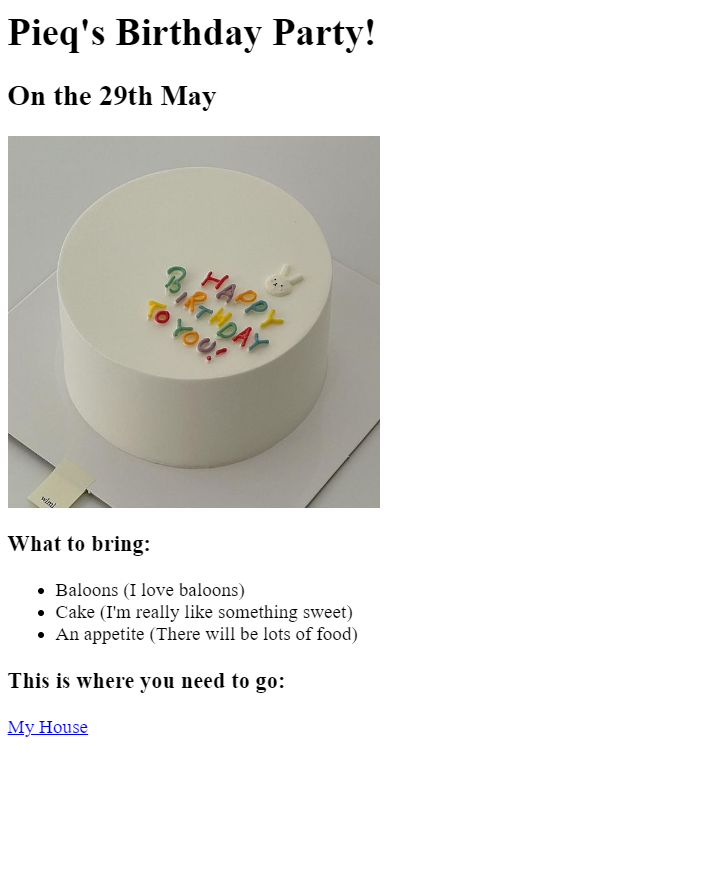 Pieq's Birthday Party!
On the 29th May
HAPPY
BIRTHDAY
TO YOU!
What to bring:
Baloons (I love baloons)
Cake (I'm really like something sweet)
An appetite (There will be lots of food)
This is where you need to go:
My House